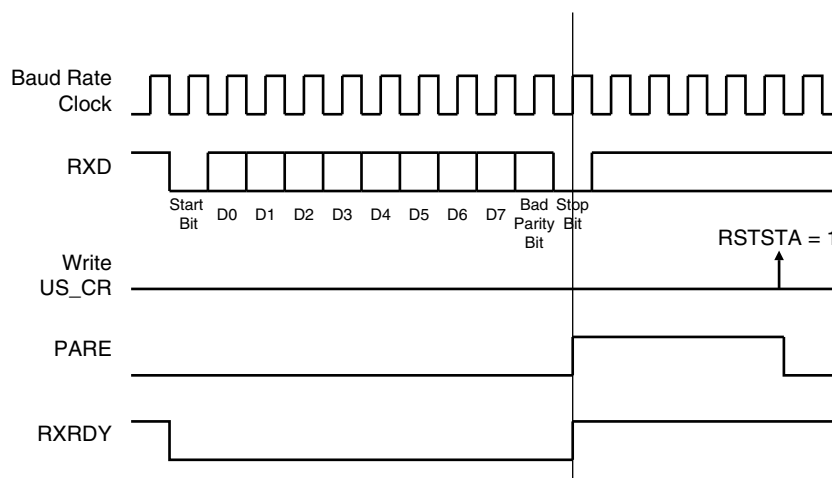 Baud Rate
Clock
RXD
Start
Bit
D0 D1 D2 D3 D4 D5 D6 D7
Bad
Parity
Bit
Stop
Bit
RSTSTA = 1
Write
US_CR
PARE
RXRDY